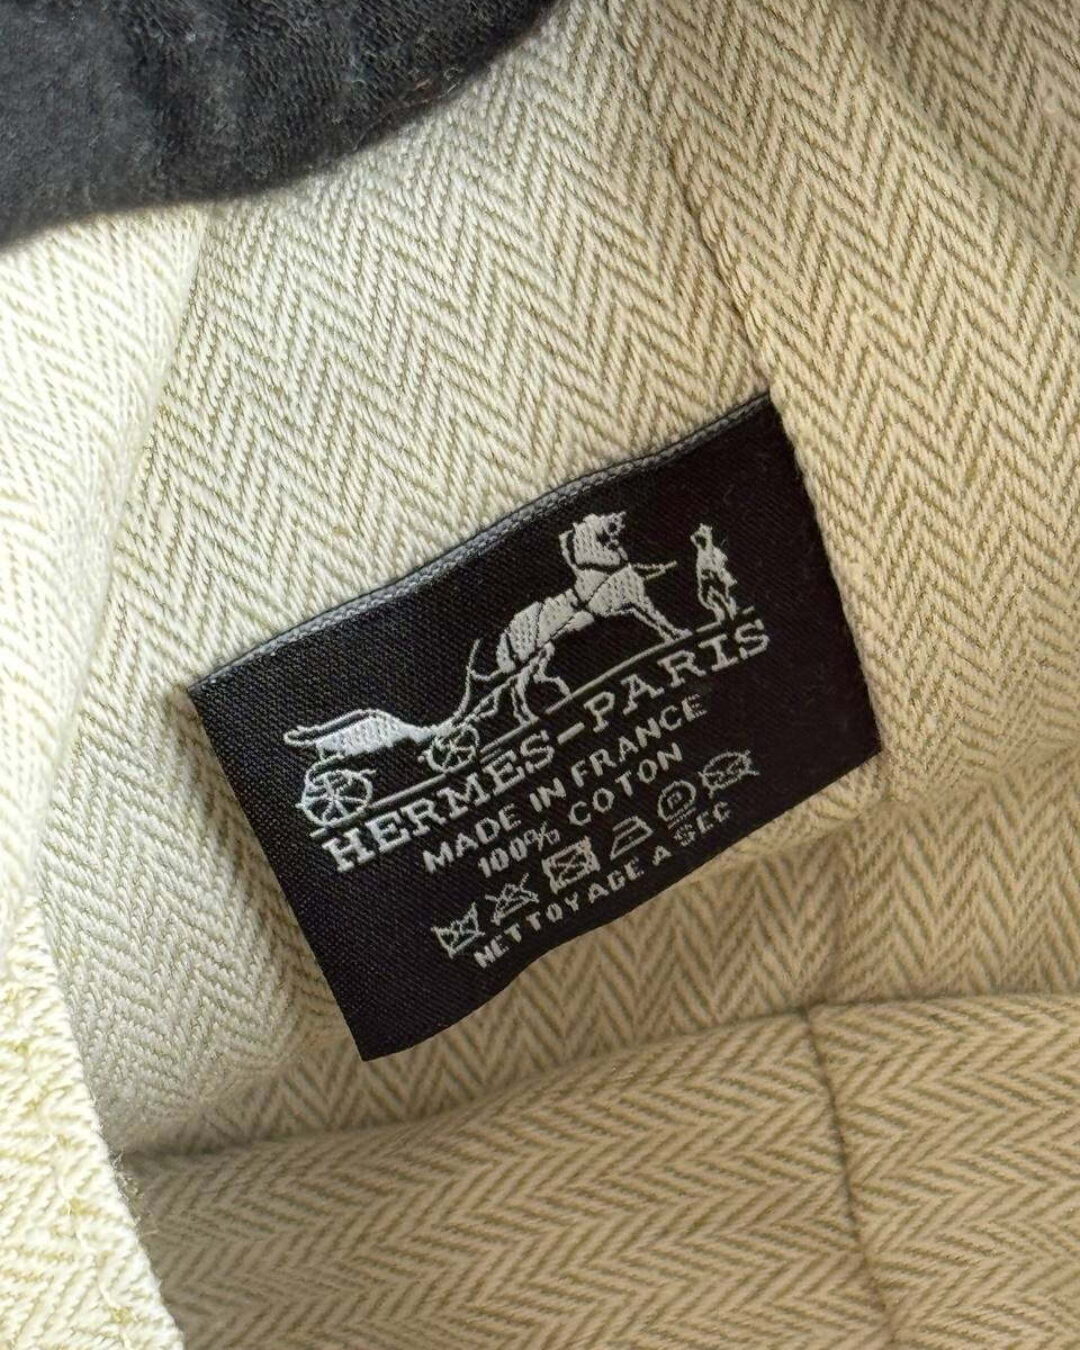 HERMES-PARIS
MADE IN FRANCE
100% COTON
NETTOYAGE A SEC